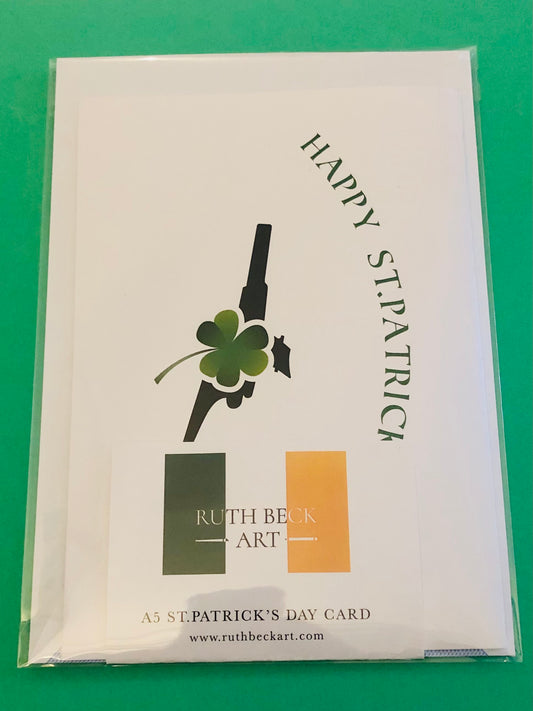 HAPPY ST.PATRICK
RUTH BECK
ART
A5 ST.PATRICK'S DAY CARD
www.ruthbeckart.com